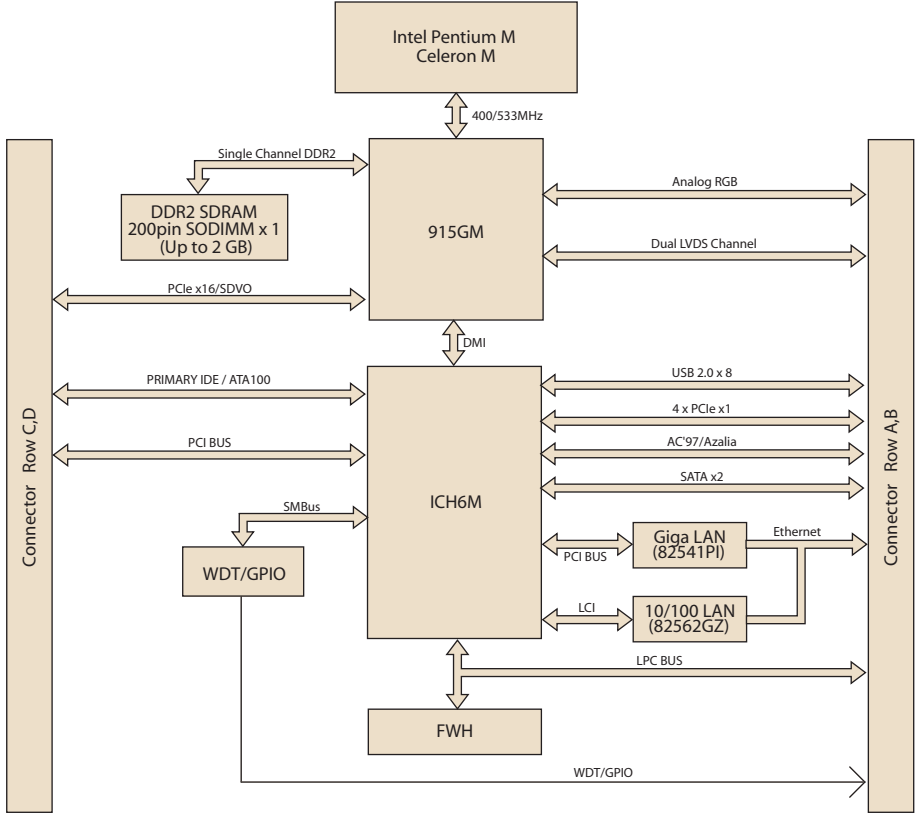 Intel Pentium M
Celeron M
400/533MHz
Single Channel DDR2
DDR2 SDRAM
200pin SODIMM x 1
(Up to 2 GB)
915GM
Analog RGB
Dual LVDS Channel
PCIe x16/SDVO
DMI
PRIMARY IDE / ATA100
PCI BUS
USB 2.0 x 8
4 x PCIe x1
AC'97/Azalia
SATA x2
ICH6M
SMBus
WDT/GPIO
PCI BUS
Giga LAN
(82541PI)
Ethernet
LCI
10/100 LAN
(82562GZ)
LPC BUS
FWH
WDT/GPIO
Connector Row C,D
Connector Row A,B